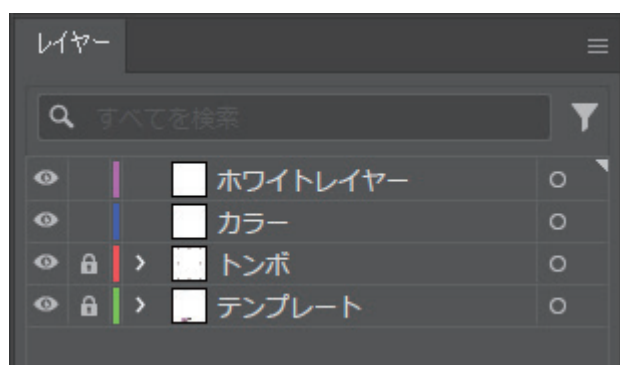 レイヤー
すべてを検索
ホワイトレイヤー
カラー
トンボ
テンプレート